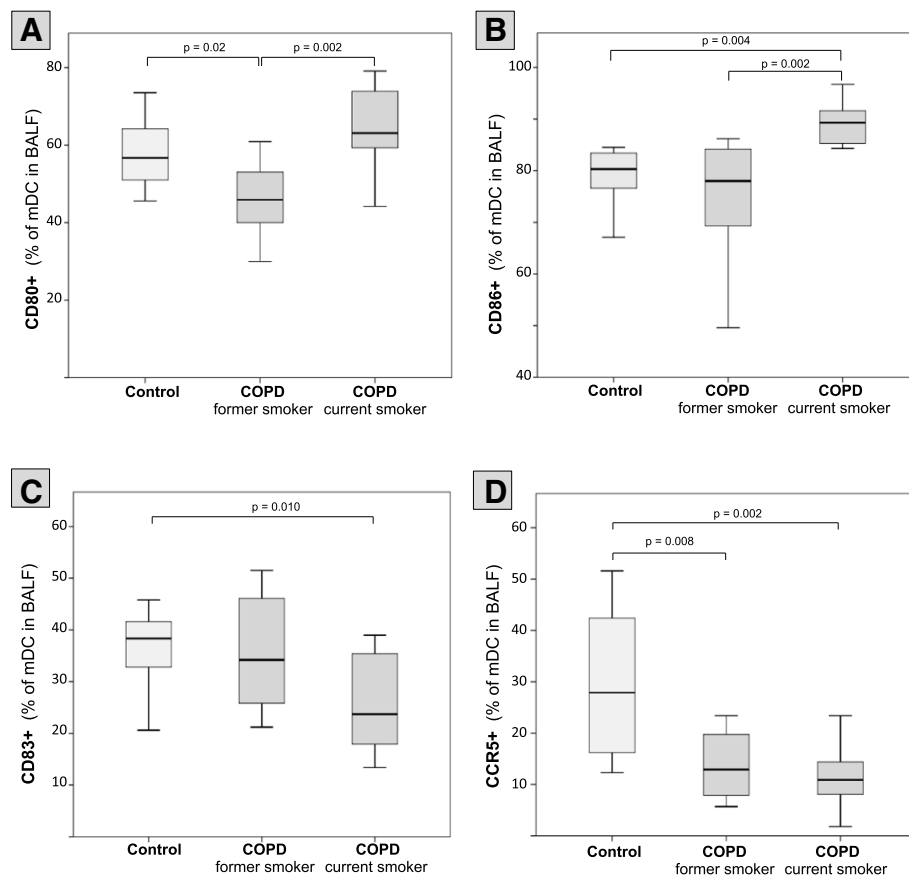 A
p = 0.02
p = 0.002
80
60
40
20
CD80+ (% of mDC in BALF)
Control
COPD
former smoker
COPD
current smoker
B
p = 0.004
p = 0.002
100
80
60
40
CD86+ (% of mDC in BALF)
Control
COPD
former smoker
COPD
current smoker
C
p = 0.010
60
50
40
30
20
10
CD83+ (% of mDC in BALF)
Control
COPD
former smoker
COPD
current smoker
D
p = 0.002
p = 0.008
60
50
40
30
20
10
CCR5+ (% of mDC in BALF)
Control
COPD
former smoker
COPD
current smoker